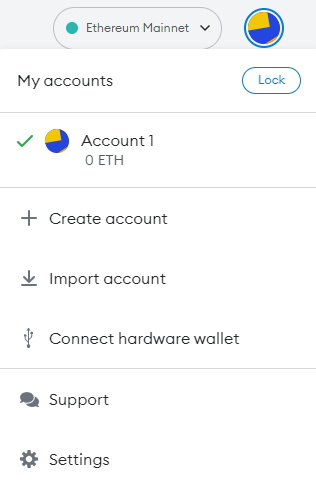 Ethereum Mainnet
My accounts
Lock
Account 1
0 ETH
Create account
Import account
Connect hardware wallet
Support
Settings